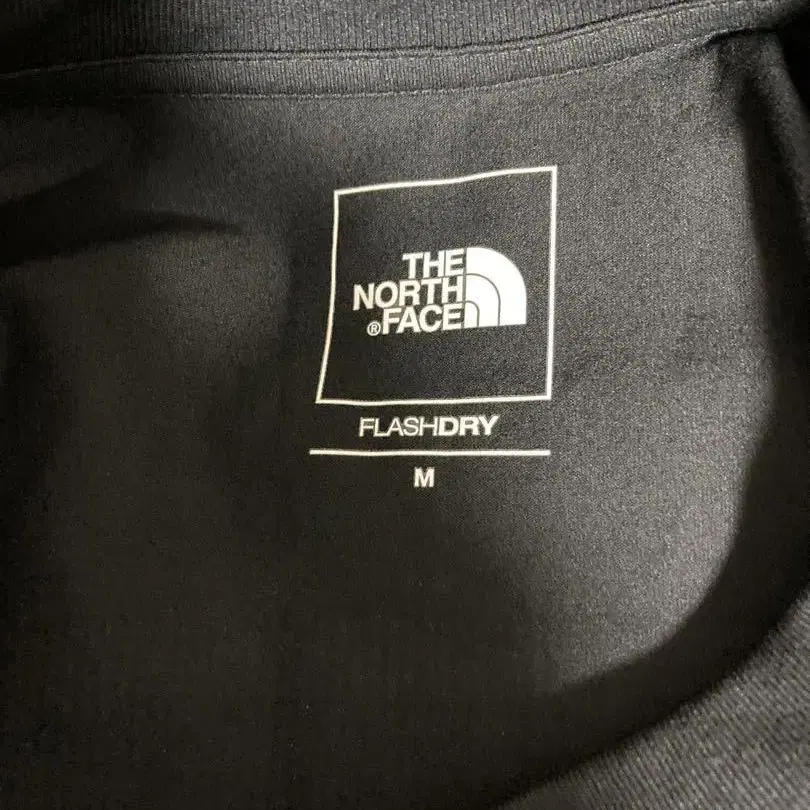 THE
NORTH
®FACE
FLASHDRY
M